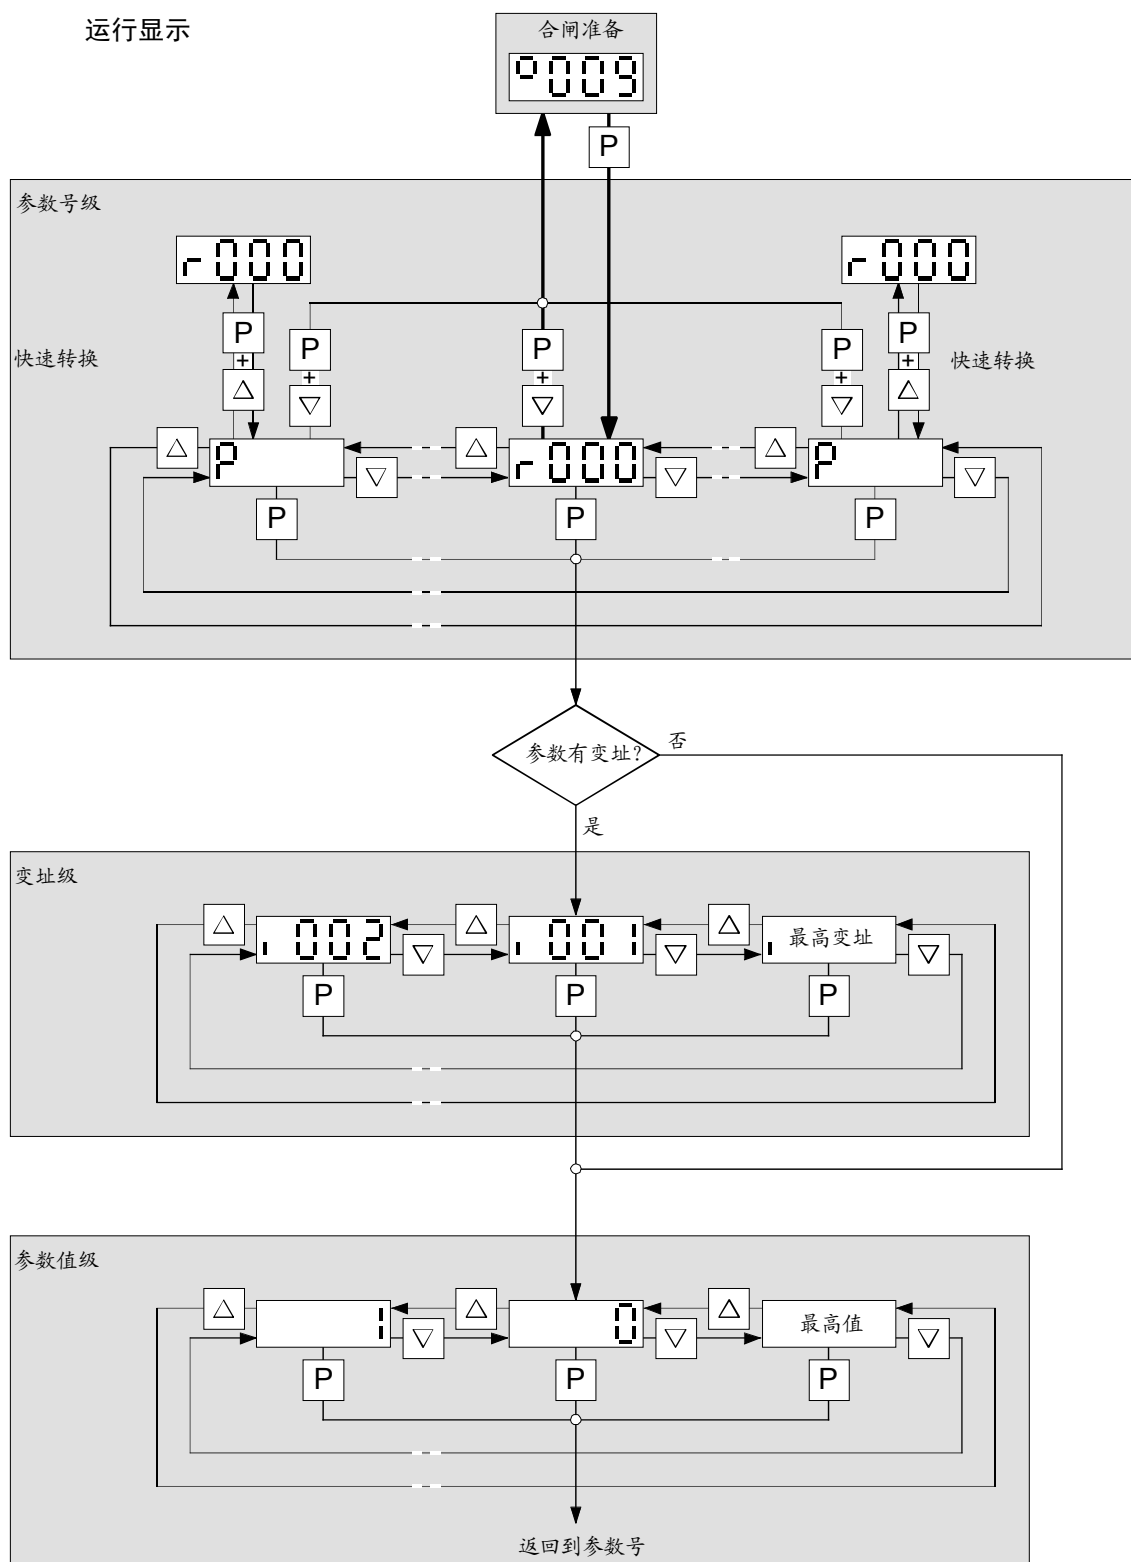 运行显示
合闸准备
°009
P
参数号级
r000
r000
P
+
P
+
P
+
P
+
P
+
快速转换
快速转换
P
r000
P
P
P
P
参数有变址?
否
是
变址级
ı 002
ı 001
ı 最高变址
P
P
P
参数值级
1
0
最高值
P
P
P
返回到参数号